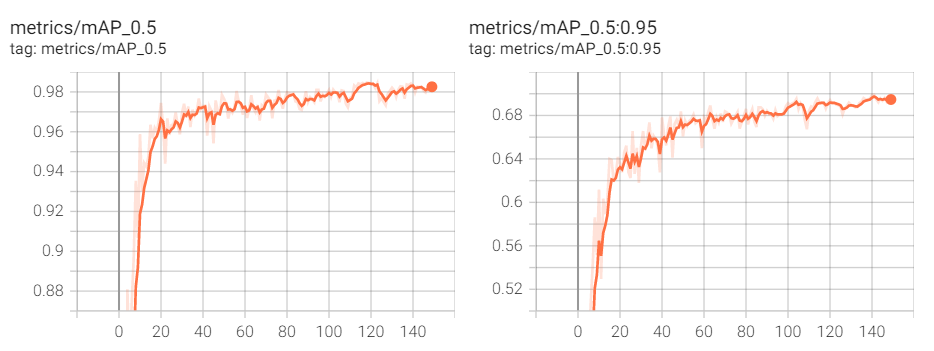 metrics/mAP_0.5
tag: metrics/mAP_0.5
0.98
0.96
0.94
0.92
0.9
0.88
0 20 40 60 80 100 120 140
metrics/mAP_0.5:0.95
tag: metrics/mAP_0.5:0.95
0.68
0.64
0.6
0.56
0.52
0 20 40 60 80 100 120 140